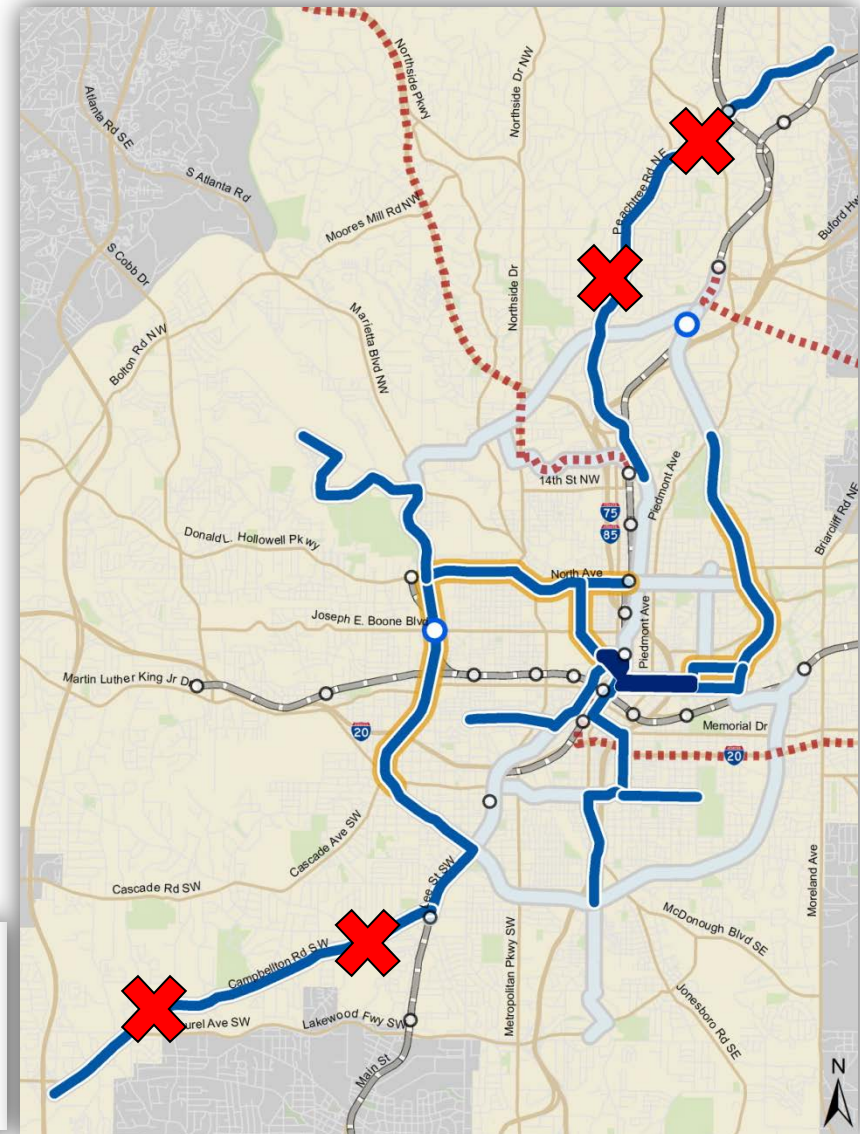 Northside Pkwy
Northside Dr NW
Atlanta Rd SE
S Atlanta Rd
Peachtree Rd NE
Moores Mill Rd NW
Buford Hw
S Cobb Dr
Northside Dr
Marietta Blvd NW
Bolton Rd NW
14th St NW
Piedmont Ave
75
85
Briarcliff Rd NE
Donald L. Hollowell Pkwy
North Ave
Joseph E. Boone Blvd
Piedmont Ave
Martin Luther King Jr Dr
Memorial Dr
20
20
Cascade Ave SW
Cascade Rd SW
Lee St SW
Moreland Ave
McDonough Blvd SE
Metropolitan Pkwy SW
Campbellton Rd SW
urel Ave SW
Lakewood Fwy SW
Jonesboro Rd SE
Main St
N